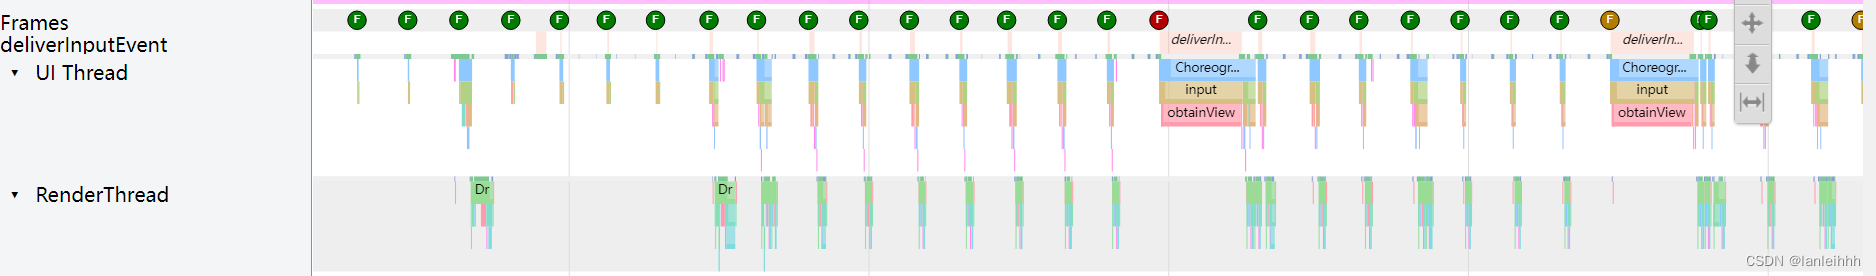 Frames F F F F F F F F F F F F F F F F F F F F F F F F F F F F F F
deliverInputEvent deliverIn... deliverIn...
UI Thread Choreogr... Choreogr...
input input
obtainView obtainView
RenderThread Dr Dr
CSDN @lanleihhh